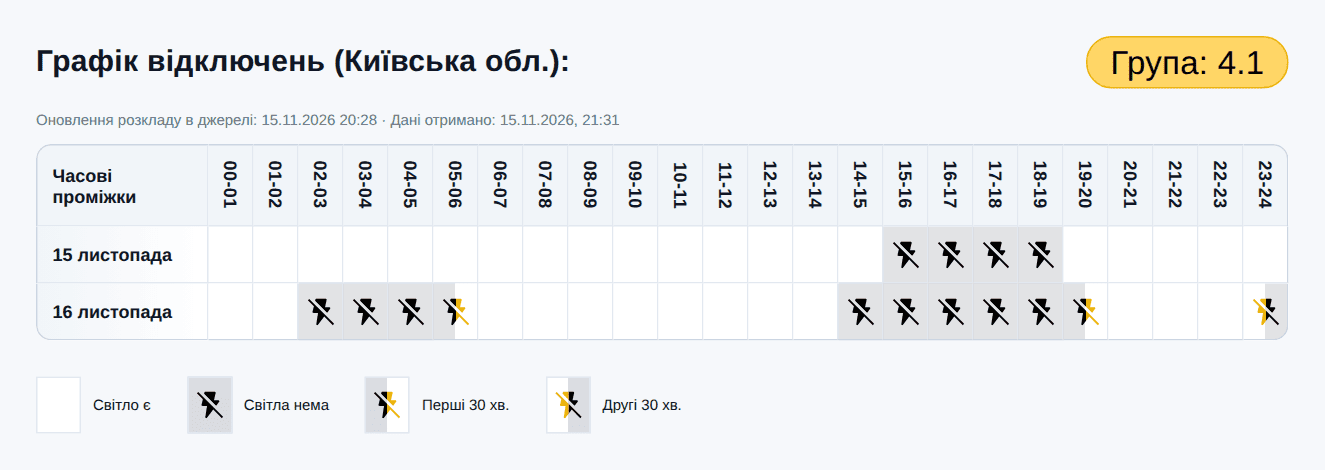 Графік відключень (Київська обл.):
Група: 4.1
Оновлення розкладу в джерелі: 15.11.2026 20:28 · Дані отримано: 15.11.2026, 21:31
Часові
проміжки
00-01
01-02
02-03
03-04
04-05
05-06
06-07
07-08
08-09
09-10
10-11
11-12
12-13
13-14
14-15
15-16
16-17
17-18
18-19
19-20
20-21
21-22
22-23
23-24
15 листопада
16 листопада
Світло є
Світла нема
Перші 30 хв.
Другі 30 хв.